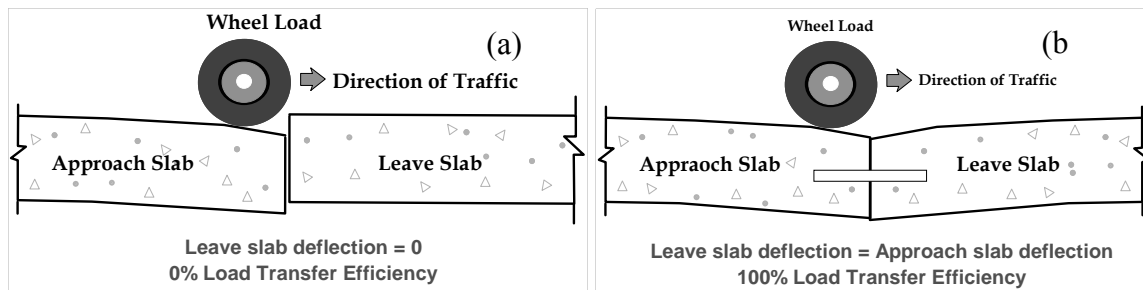 Wheel Load
(a)
Direction of Traffic
Approach Slab
Leave Slab
Leave slab deflection = 0
0% Load Transfer Efficiency
Wheel Load
(b
Direction of Traffic
Appraoch Slab
Leave Slab
Leave slab deflection = Approach slab deflection
100% Load Transfer Efficiency